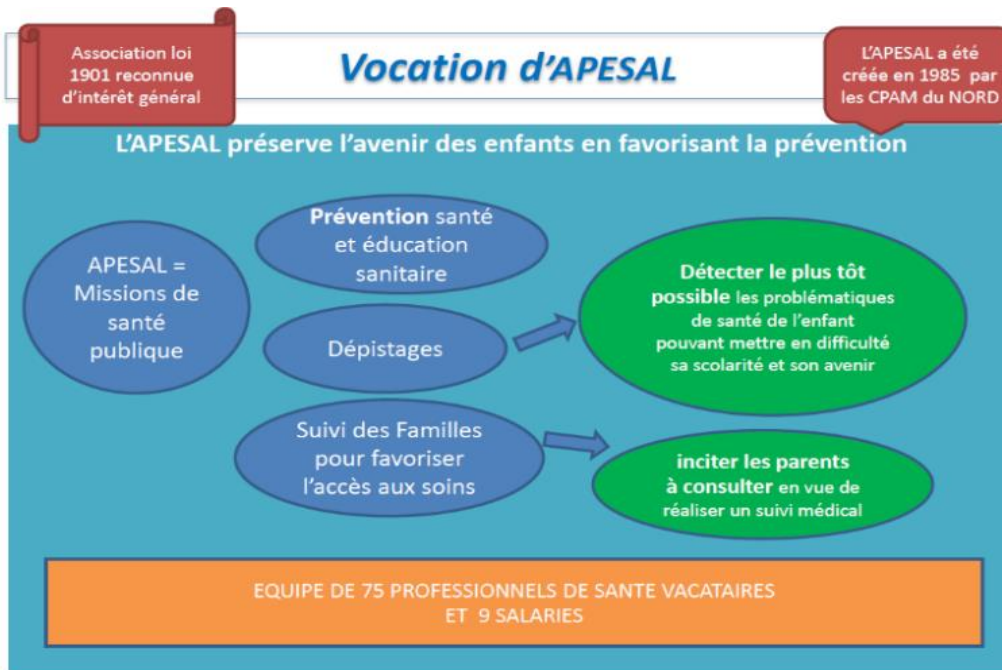 Association loi
1901 reconnue
d'intérêt général
Vocation d'APESAL
L'APESAL a été
créée en 1985 par
les CPAM du NORD
L'APESAL préserve l'avenir des enfants en favorisant la prévention
APESAL =
Missions de
santé
publique
Prévention santé
et éducation
sanitaire
Dépistages
Suivi des Familles
pour favoriser
l'accès aux soins
Détecter le plus tôt
possible les problématiques
de santé de l'enfant
pouvant mettre en difficulté
sa scolarité et son avenir
inciter les parents
à consulter en vue de
réaliser un suivi médical
EQUIPE DE 75 PROFESSIONNELS DE SANTE VACATAIRES
ET 9 SALARIES